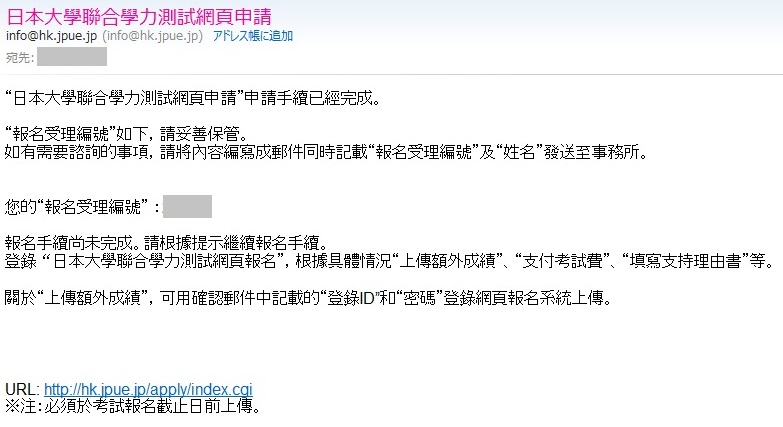 日本大學聯合學力測試網頁申請
info@hk.jpue.jp (info@hk.jpue.jp) アドレス帳に追加
宛先:
“日本大學聯合學力測試網頁申請”申請手續已經完成。
“報名受理編號”如下，請妥善保管。
如有需要諮詢的事項，請將內容編寫成郵件同時記載“報名受理編號”及“姓名”發送至事務所。
您的“報名受理編號”：
報名手續尚未完成。請根據提示繼續報名手續。
登錄 “日本大學聯合學力測試網頁報名”，根據具體情況“上傳額外成績”、“支付考試費”、“填寫支持理由書”等。
關於“上傳額外成績”，可用確認郵件中記載的“登錄ID”和“密碼”登錄網頁報名系統上傳。
URL: http://hk.jpue.jp/apply/index.cgi
※注：必須於考試報名截止日前上傳。